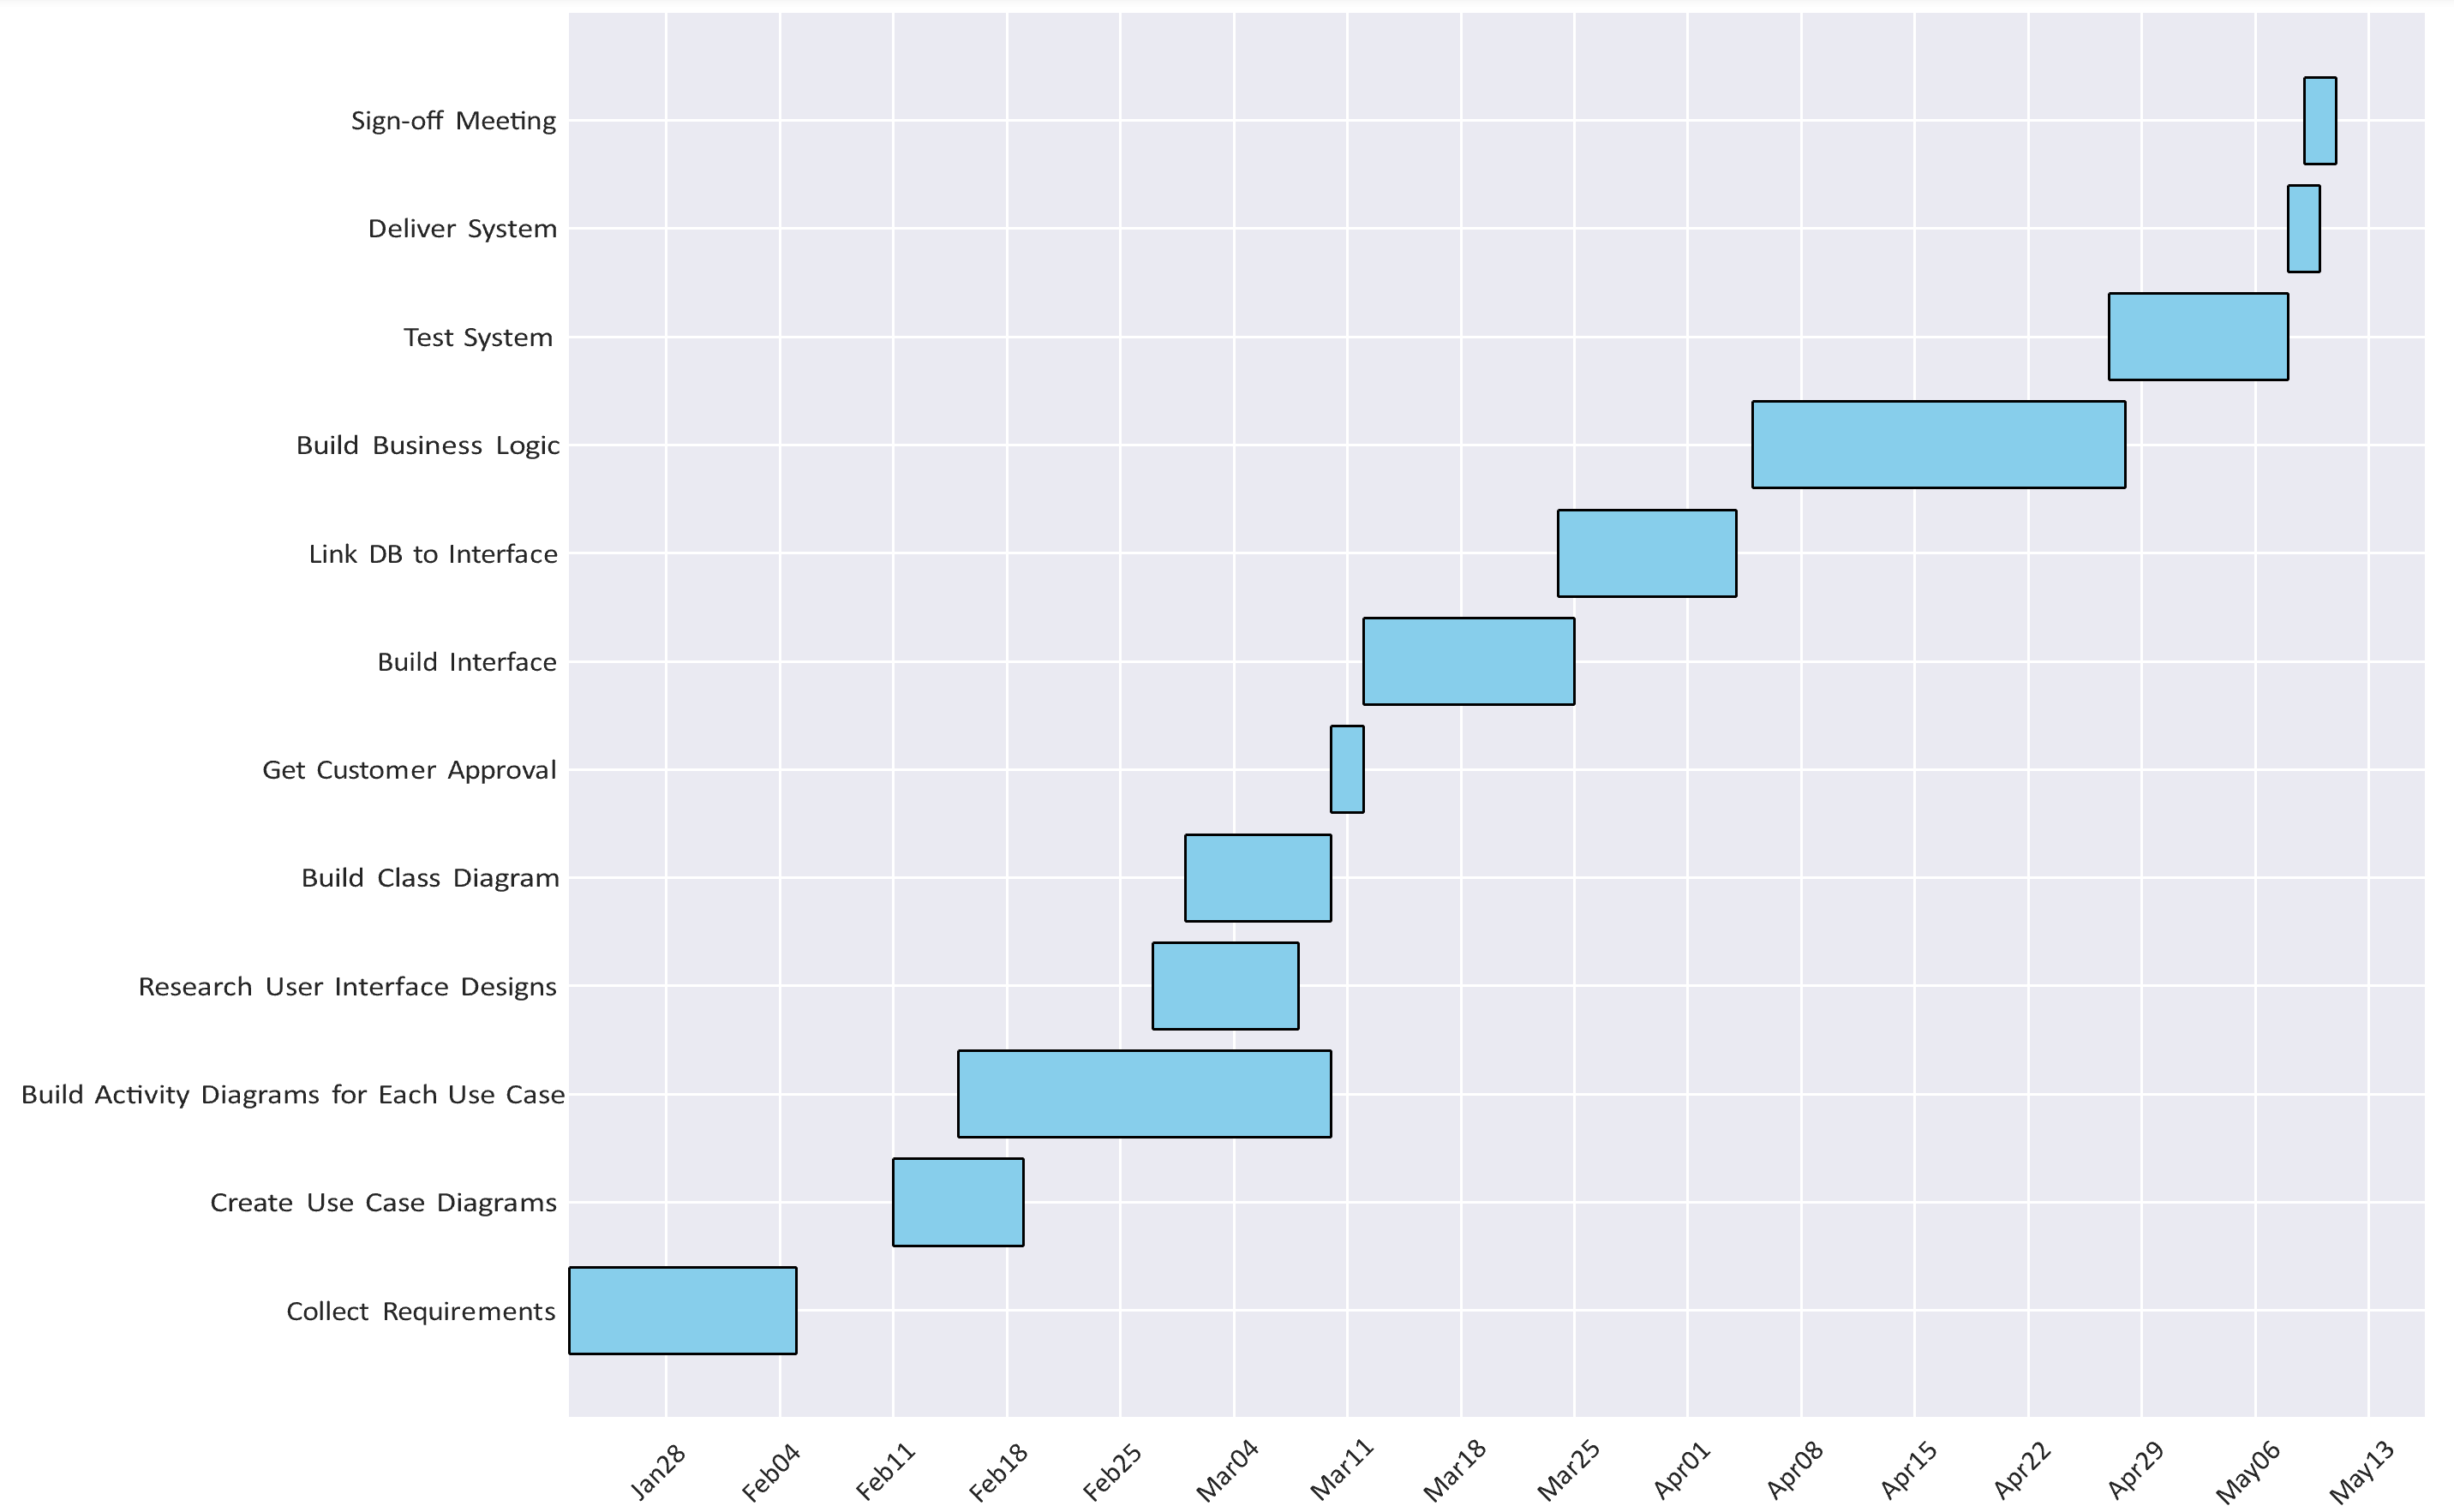 Sign-off Meeting
Deliver System
Test System
Build Business Logic
Link DB to Interface
Build Interface
Get Customer Approval
Build Class Diagram
Research User Interface Designs
Build Activity Diagrams for Each Use Case
Create Use Case Diagrams
Collect Requirements
Jan28
Feb04
Feb11
Feb18
Feb25
Mar04
Mar11
Mar18
Mar25
Apr01
Apr08
Apr15
Apr22
Apr29
May06
May13